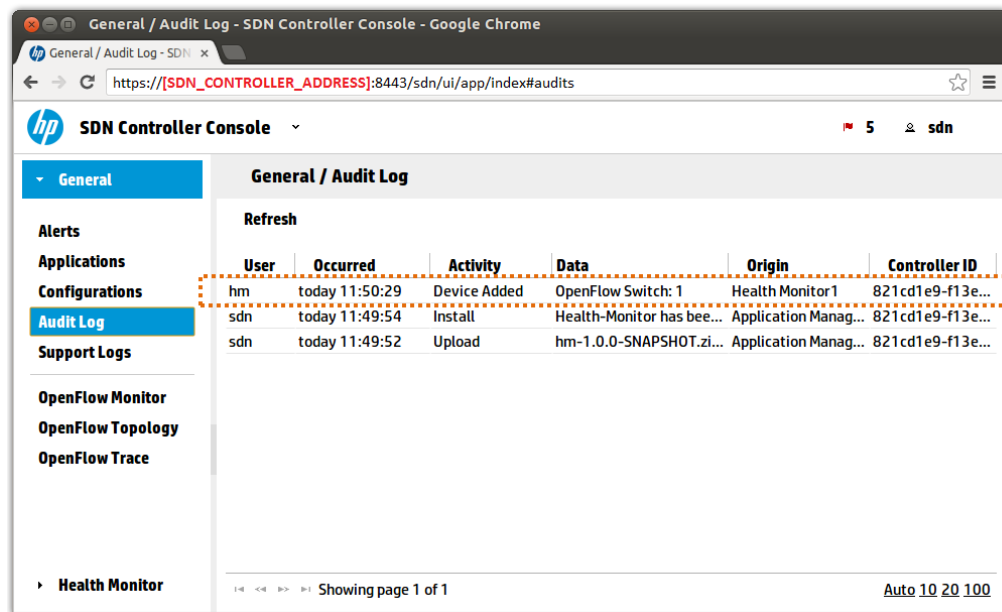 General / Audit Log - SDN Controller Console - Google Chrome
General / Audit Log - SDN
https://[SDN_CONTROLLER_ADDRESS]:8443/sdn/ui/app/index#audits
hp SDN Controller Console 5 sdn
General
General / Audit Log
Refresh
Alerts
Applications
Configurations
Audit Log
Support Logs
OpenFlow Monitor
OpenFlow Topology
OpenFlow Trace
Health Monitor
User Occurred Activity Data Origin Controller ID
hm today 11:50:29 Device Added OpenFlow Switch: 1 Health Monitor1 821cd1e9-f13e...
sdn today 11:49:54 Install Health-Monitor has bee... Application Manag... 821cd1e9-f13e...
sdn today 11:49:52 Upload hm-1.0.0-SNAPSHOT.zi... Application Manag... 821cd1e9-f13e...
Showing page 1 of 1
Auto 10 20 100